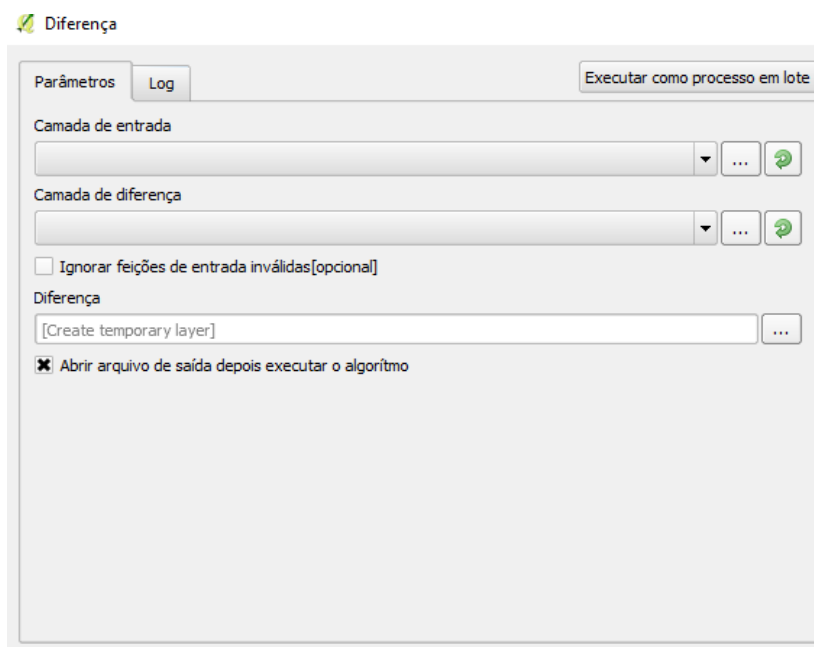 Diferença
Parâmetros
Log
Executar como processo em lote
Camada de entrada
...
Camada de diferença
...
Ignorar feições de entrada inválidas[opcional]
Diferença
[Create temporary layer]
...
Abrir arquivo de saída depois executar o algorítmo